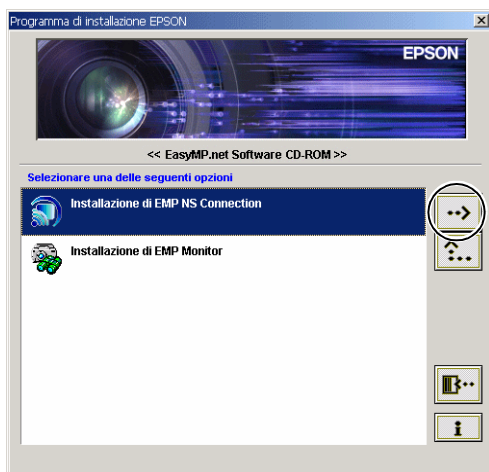 Programma di installazione EPSON
EPSON
<< EasyMP.net Software CD-ROM >>
Selezionare una delle seguenti opzioni
Installazione di EMP NS Connection
Installazione di EMP Monitor